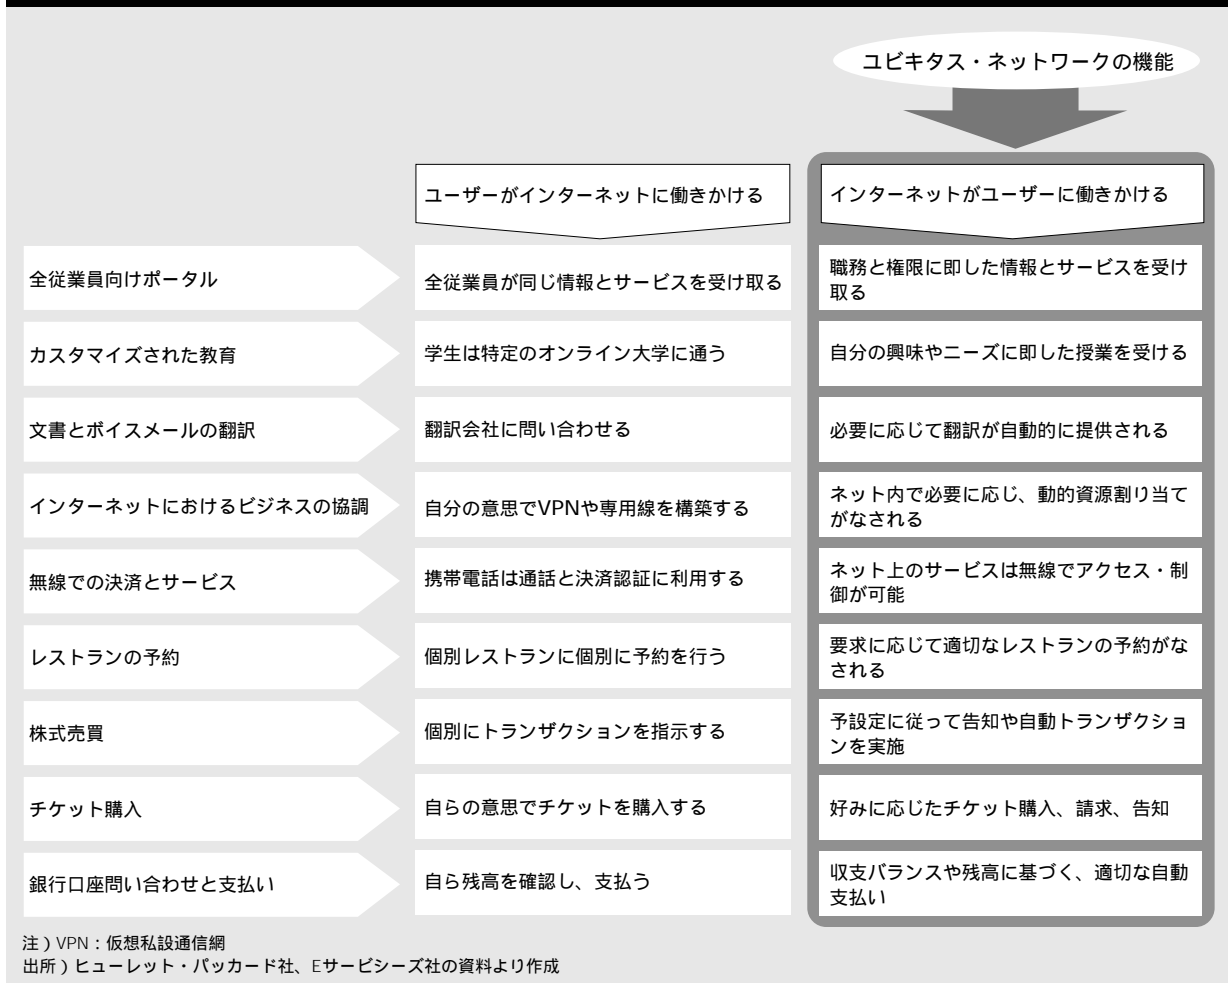 ユビキタス・ネットワークの機能
ユーザーがインターネットに働きかける
インターネットがユーザーに働きかける
全従業員向けポータル
全従業員が同じ情報とサービスを受け取る
職務と権限に即した情報とサービスを受け
取る
カスタマイズされた教育
学生は特定のオンライン大学に通う
自分の興味やニーズに即した授業を受ける
文書とボイスメールの翻訳
翻訳会社に問い合わせる
必要に応じて翻訳が自動的に提供される
インターネットにおけるビジネスの協調
自分の意思でVPNや専用線を構築する
ネット内で必要に応じ、動的資源割り当て
がなされる
無線での決済とサービス
携帯電話は通話と決済認証に利用する
ネット上のサービスは無線でアクセス・制
御が可能
レストランの予約
個別レストランに個別に予約を行う
要求に応じて適切なレストランの予約がな
される
株式売買
個別にトランザクションを指示する
予設定に従って告知や自動トランザクショ
ンを実施
チケット購入
自らの意思でチケットを購入する
好みに応じたチケット購入、請求、告知
銀行口座問い合わせと支払い
自ら残高を確認し、支払う
収支バランスや残高に基づく、適切な自動
支払い
注）VPN：仮想私設通信網
出所）ヒューレット・パッカード社、Eサービシーズ社の資料より作成